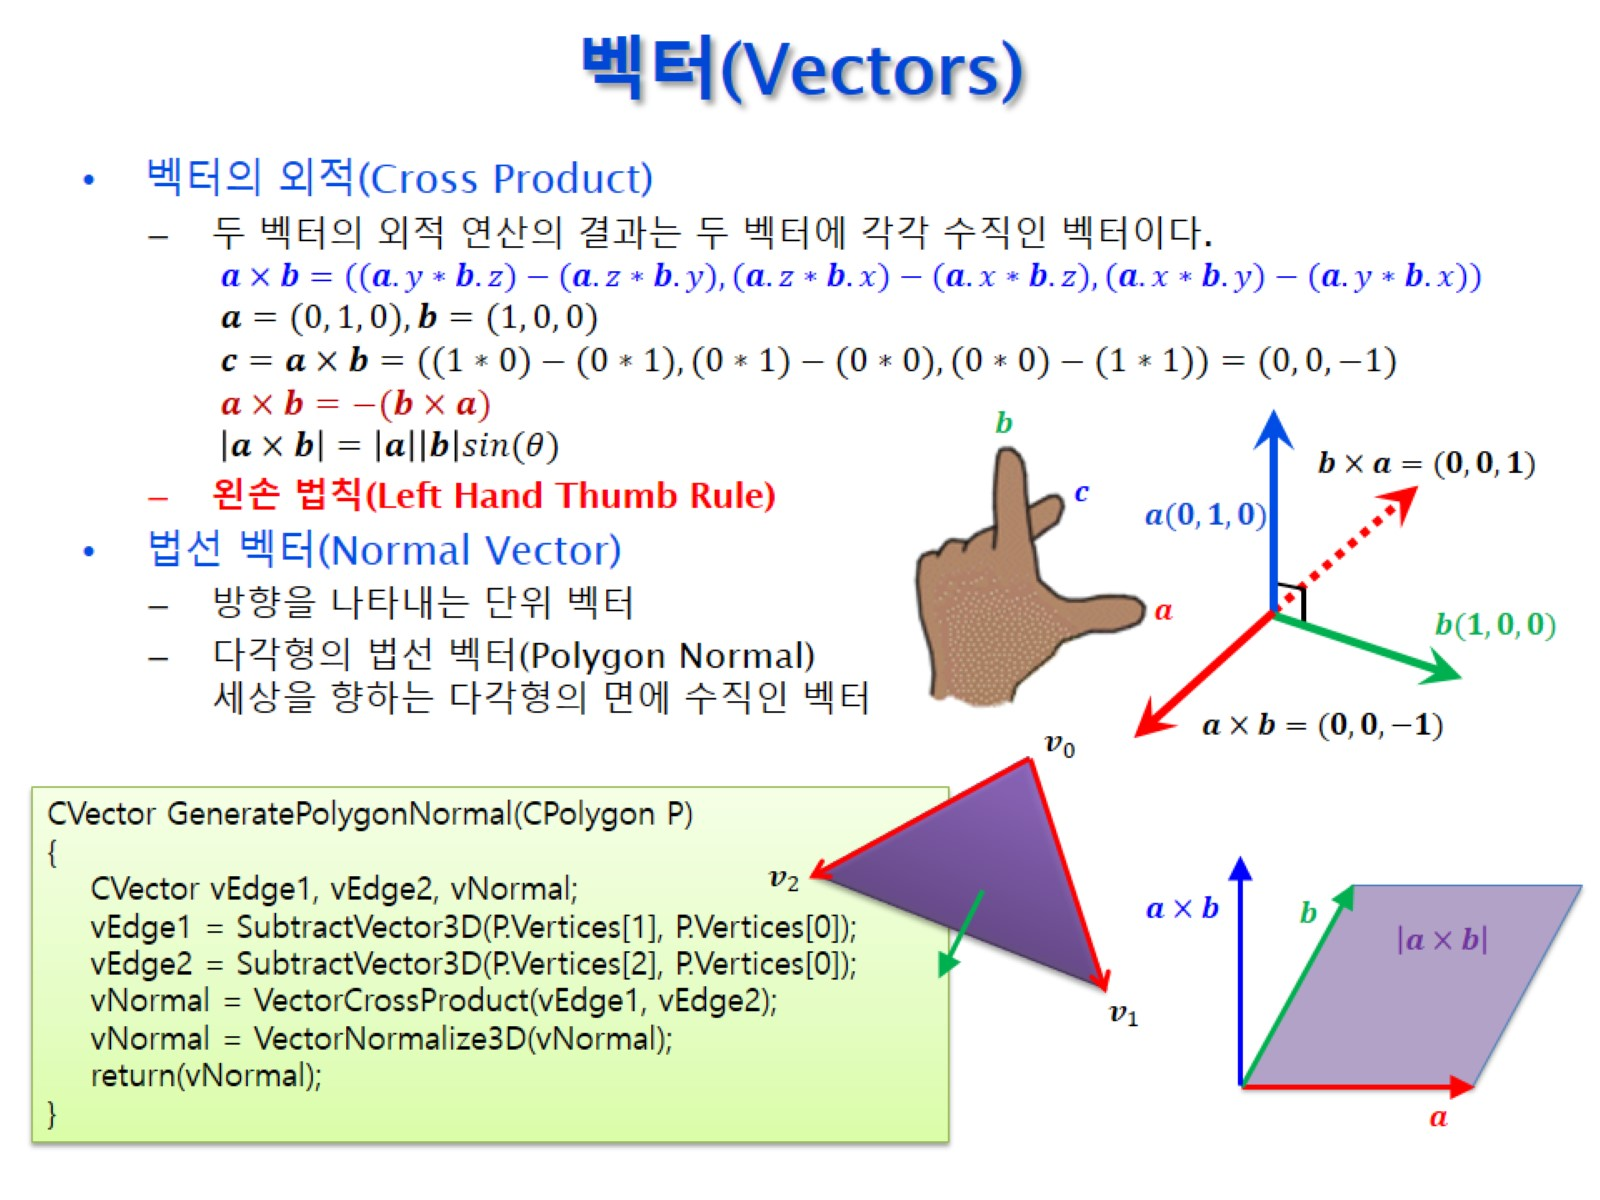 벡터(Vectors)
• 벡터의 외적(Cross Product)
– 두 벡터의 외적 연산의 결과는 두 벡터에 각각 수직인 벡터이다.
a × b = ((a.y ∗ b.z) − (a.z ∗ b.y), (a.z ∗ b.x) − (a.x ∗ b.z), (a.x ∗ b.y) − (a.y ∗ b.x))
a = (0, 1, 0), b = (1, 0, 0)
c = a × b = ((1 ∗ 0) − (0 ∗ 1), (0 ∗ 1) − (0 ∗ 0), (0 ∗ 0) − (1 ∗ 1)) = (0, 0, −1)
a × b = −(b × a)
|a × b| = |a||b|sin(θ)
– 왼손 법칙(Left Hand Thumb Rule)
• 법선 벡터(Normal Vector)
– 방향을 나타내는 단위 벡터
– 다각형의 법선 벡터(Polygon Normal)
세상을 향하는 다각형의 면에 수직인 벡터
b
c
a
b × a = (0, 0, 1)
a(0, 1, 0)
b(1, 0, 0)
a × b = (0, 0, −1)
CVector GeneratePolygonNormal(CPolygon P)
{
CVector vEdge1, vEdge2, vNormal;
vEdge1 = SubtractVector3D(P.Vertices[1], P.Vertices[0]);
vEdge2 = SubtractVector3D(P.Vertices[2], P.Vertices[0]);
vNormal = VectorCrossProduct(vEdge1, vEdge2);
vNormal = VectorNormalize3D(vNormal);
return(vNormal);
}
v₀
v₂
v₁
a × b
b
|a × b|
a